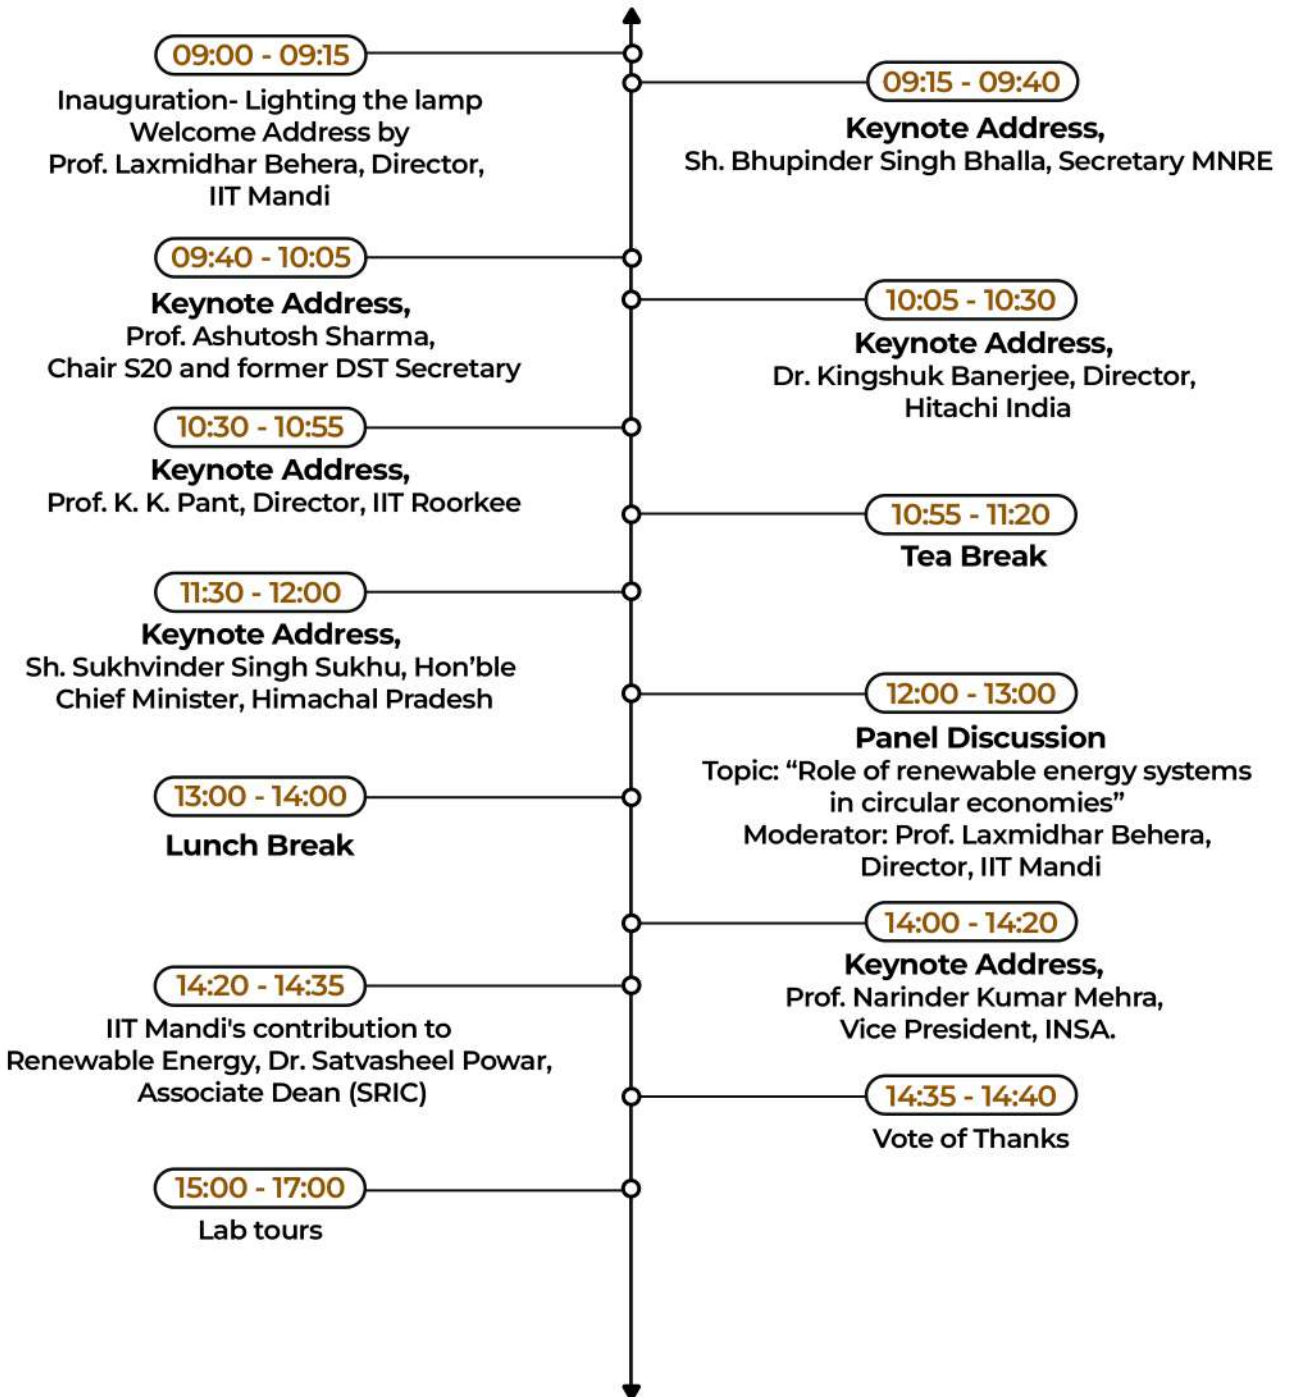 09:00 - 09:15
Inauguration- Lighting the lamp
Welcome Address by
Prof. Laxmidhar Behera, Director,
IIT Mandi
09:15 - 09:40
Keynote Address,
Sh. Bhupinder Singh Bhalla, Secretary MNRE
09:40 - 10:05
Keynote Address,
Prof. Ashutosh Sharma,
Chair S20 and former DST Secretary
10:05 - 10:30
Keynote Address,
Dr. Kingshuk Banerjee, Director,
Hitachi India
10:30 - 10:55
Keynote Address,
Prof. K. K. Pant, Director, IIT Roorkee
10:55 - 11:20
Tea Break
11:30 - 12:00
Keynote Address,
Sh. Sukhvinder Singh Sukhu, Hon’ble
Chief Minister, Himachal Pradesh
12:00 - 13:00
Panel Discussion
Topic: “Role of renewable energy systems
in circular economies”
Moderator: Prof. Laxmidhar Behera,
Director, IIT Mandi
13:00 - 14:00
Lunch Break
14:00 - 14:20
Keynote Address,
Prof. Narinder Kumar Mehra,
Vice President, INSA.
14:20 - 14:35
IIT Mandi's contribution to
Renewable Energy, Dr. Satvasheel Powar,
Associate Dean (SRIC)
14:35 - 14:40
Vote of Thanks
15:00 - 17:00
Lab tours